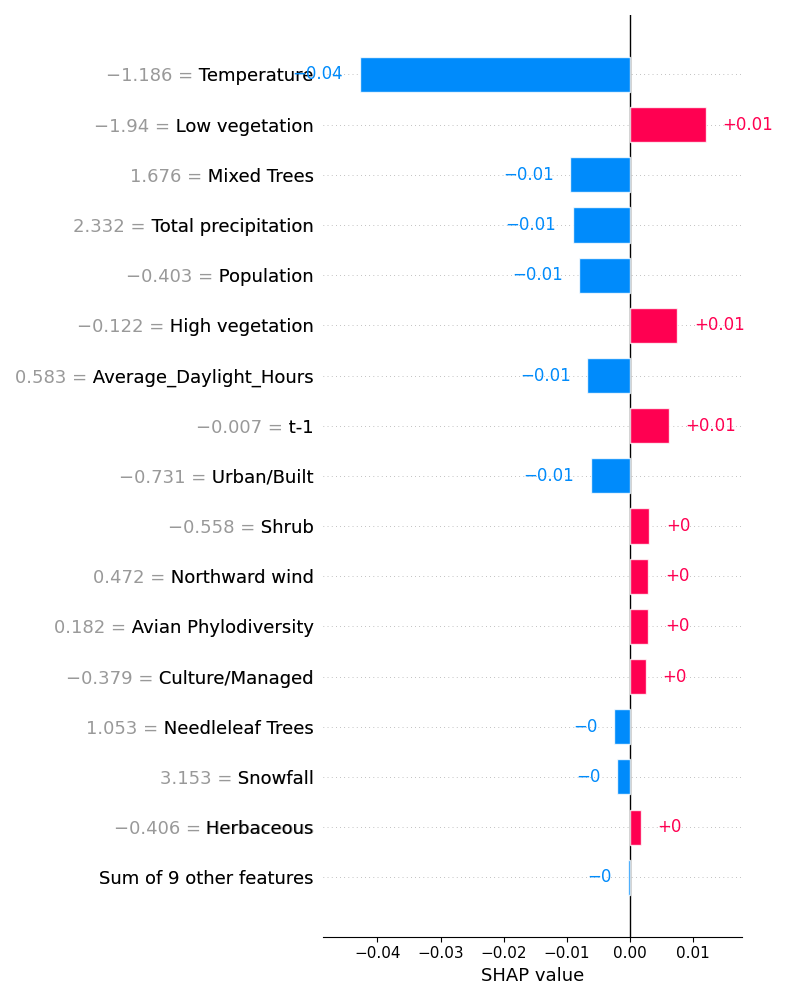 −1.186 = Temperature −0.04
−1.94 = Low vegetation +0.01
1.676 = Mixed Trees −0.01
2.332 = Total precipitation −0.01
−0.403 = Population −0.01
−0.122 = High vegetation +0.01
0.583 = Average_Daylight_Hours −0.01
−0.007 = t-1 +0.01
−0.731 = Urban/Built −0.01
−0.558 = Shrub +0
0.472 = Northward wind +0
0.182 = Avian Phylodiversity +0
−0.379 = Culture/Managed +0
1.053 = Needleleaf Trees −0
3.153 = Snowfall −0
−0.406 = Herbaceous +0
Sum of 9 other features −0
−0.04 −0.03 −0.02 −0.01 0.00 0.01
SHAP value